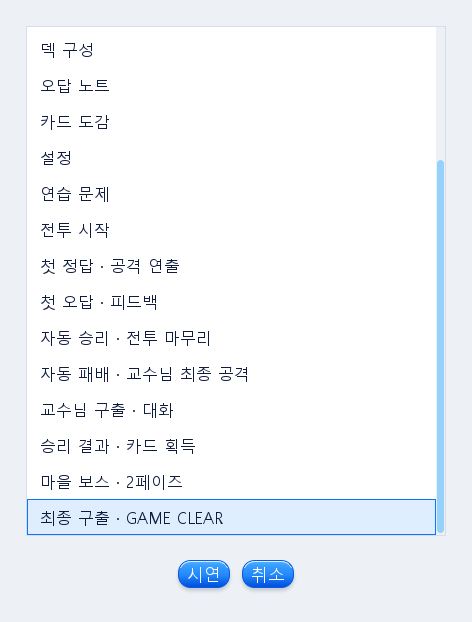 덱 구성
오답 노트
카드 도감
설정
연습 문제
전투 시작
첫 정답 · 공격 연출
첫 오답 · 피드백
자동 승리 · 전투 마무리
자동 패배 · 교수님 최종 공격
교수님 구출 · 대화
승리 결과 · 카드 획득
마을 보스 · 2페이즈
최종 구출 · GAME CLEAR
시연 취소